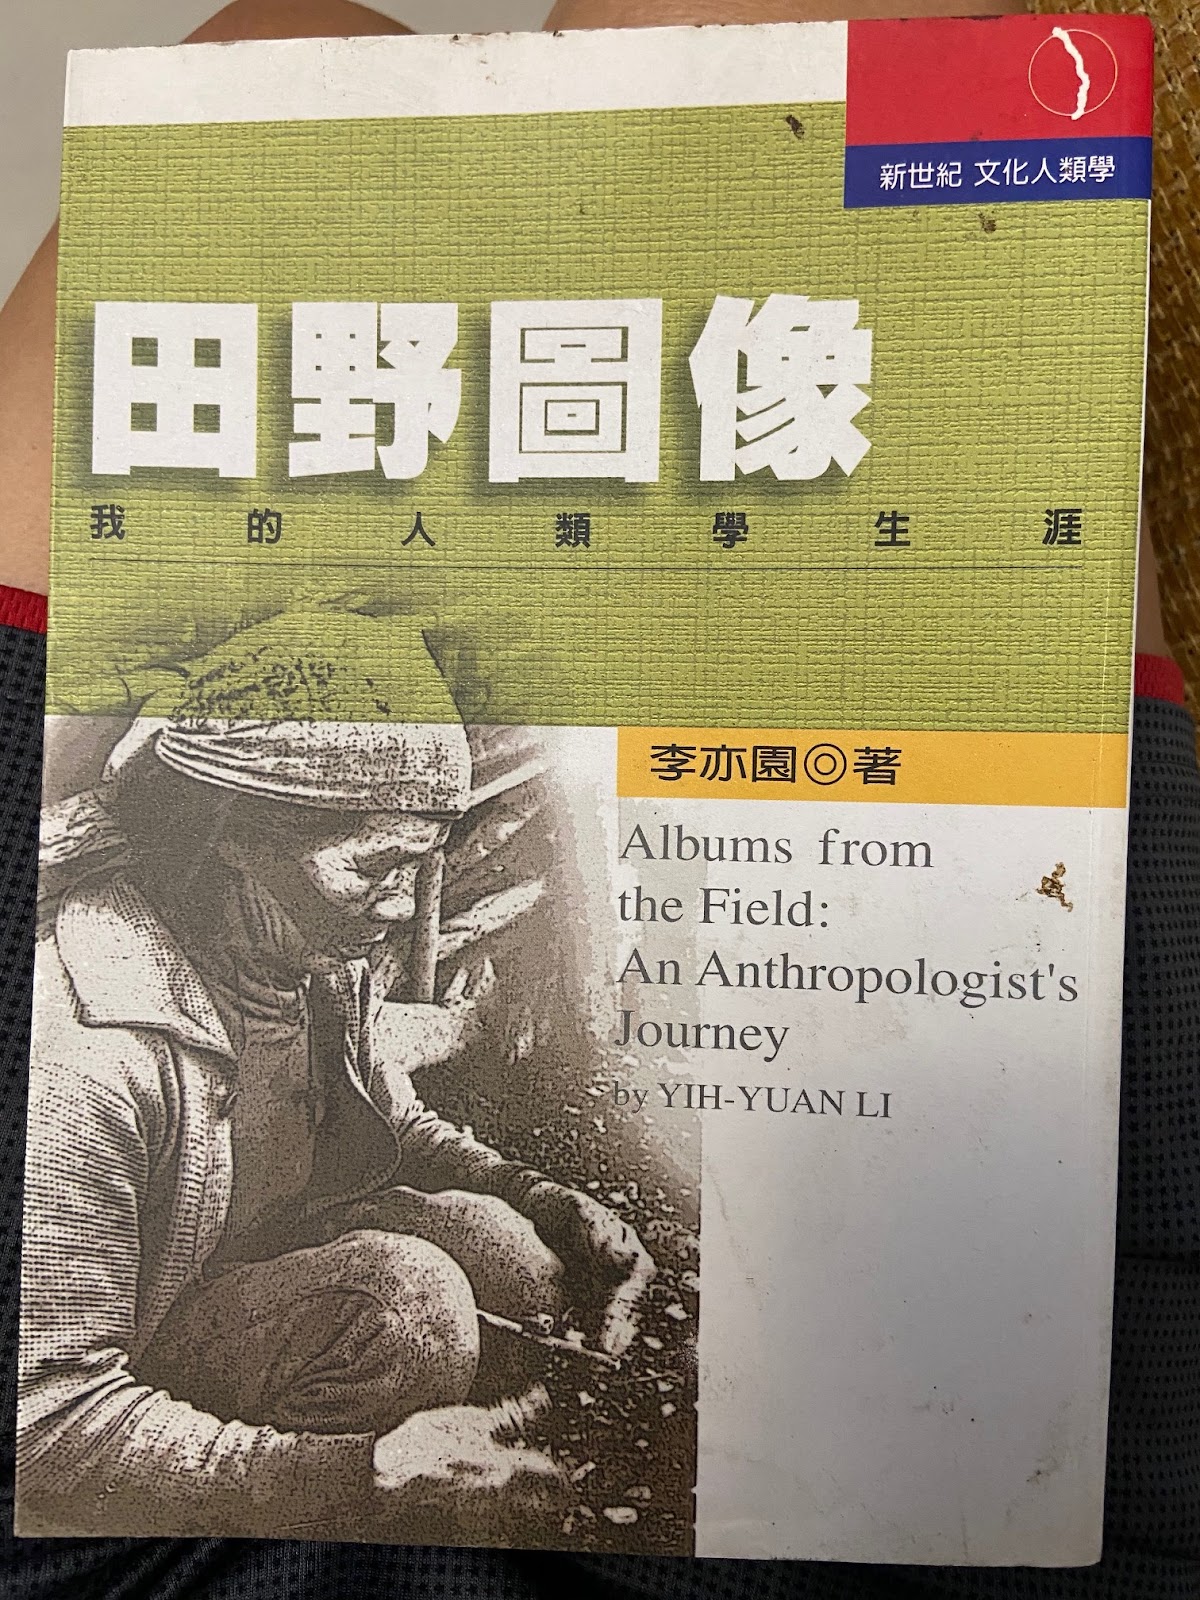 新世紀 文化人類學
田野圖像
我的人類學生涯
李亦園◎著
Albums from
the Field:
An Anthropologist's
Journey
by YIH-YUAN LI